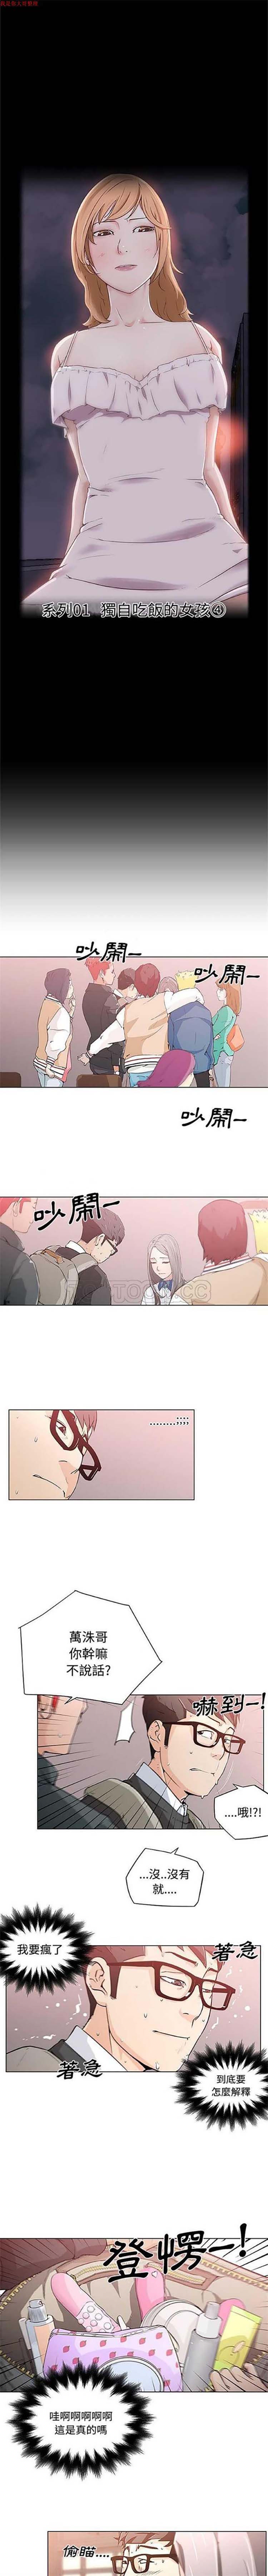 系列01 獨自吃飯的女孩④
吵鬧–
吵鬧–
吵鬧–
吵鬧–
TOOMICS.CC
........;;;;
萬洙哥
你幹嘛
不說話?
嚇到–!
....哦!?!
...沒..沒有
就....
我要瘋了
著急
著急
到底要
怎麼解釋
登愣–!
哇啊啊啊啊啊
這是真的嗎
偷瞄....